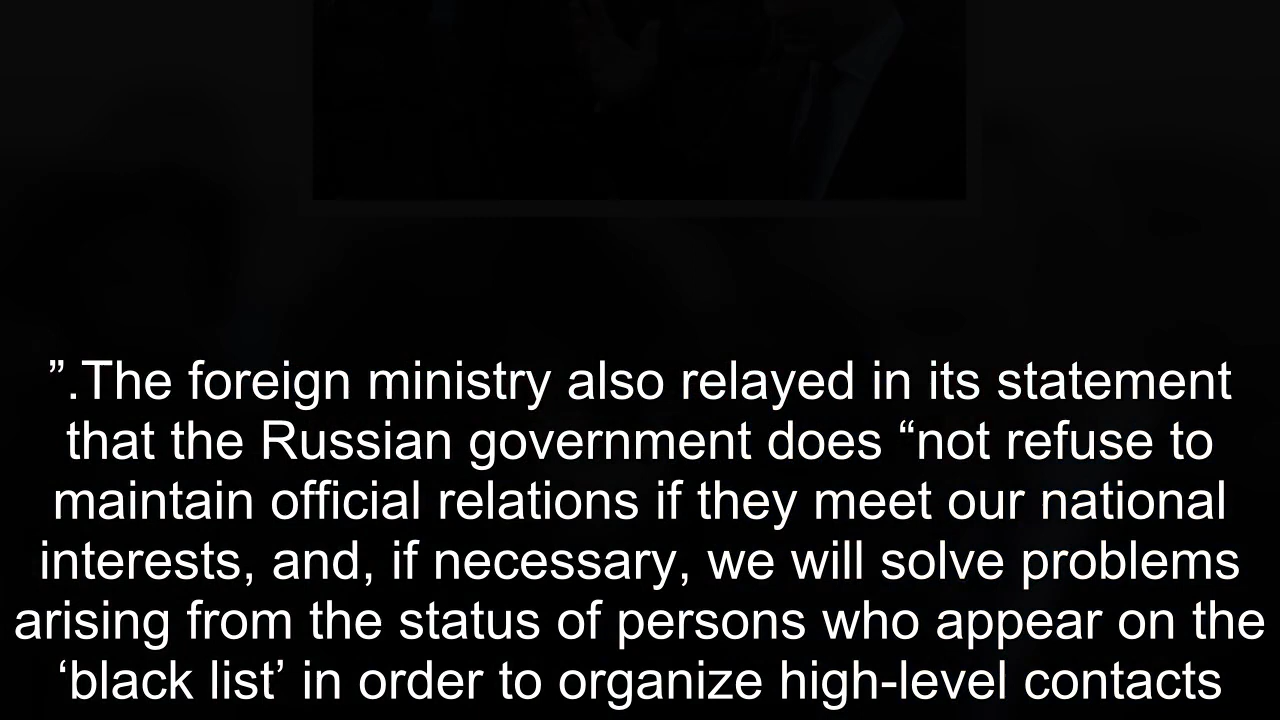 ”.The foreign ministry also relayed in its statement
that the Russian government does “not refuse to
maintain official relations if they meet our national
interests, and, if necessary, we will solve problems
arising from the status of persons who appear on the
‘black list’ in order to organize high-level contacts